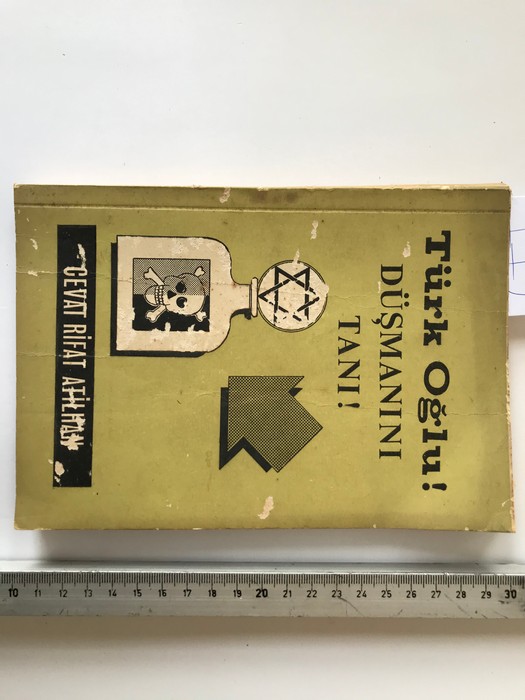 Türk Oğlu!
DÜŞMANINI
TANI!
CEVAT RİFAT ATİLHAN
10 11 12 13 14 15 16 17 18 19 20 21 22 23 24 25 26 27 28 29 30